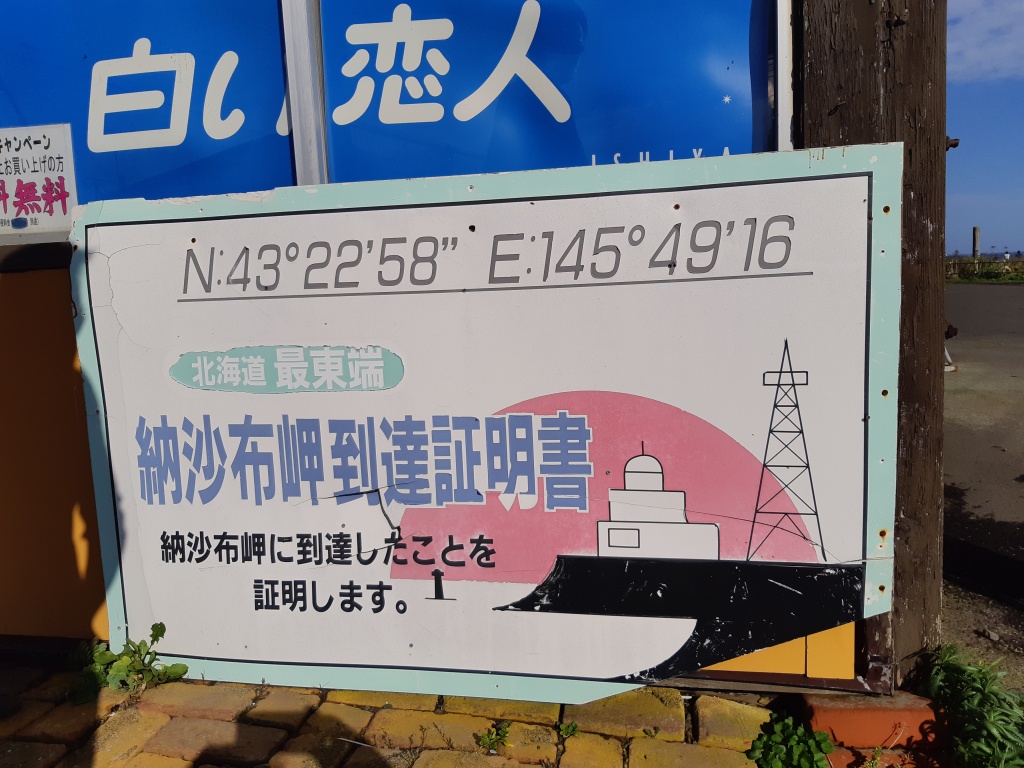 白い恋人
ISHIYA
キャンペーン
お買い上げの方
無料
N:43°22'58" E:145°49'16
北海道 最東端
納沙布岬到達証明書
納沙布岬に到達したことを
証明します。